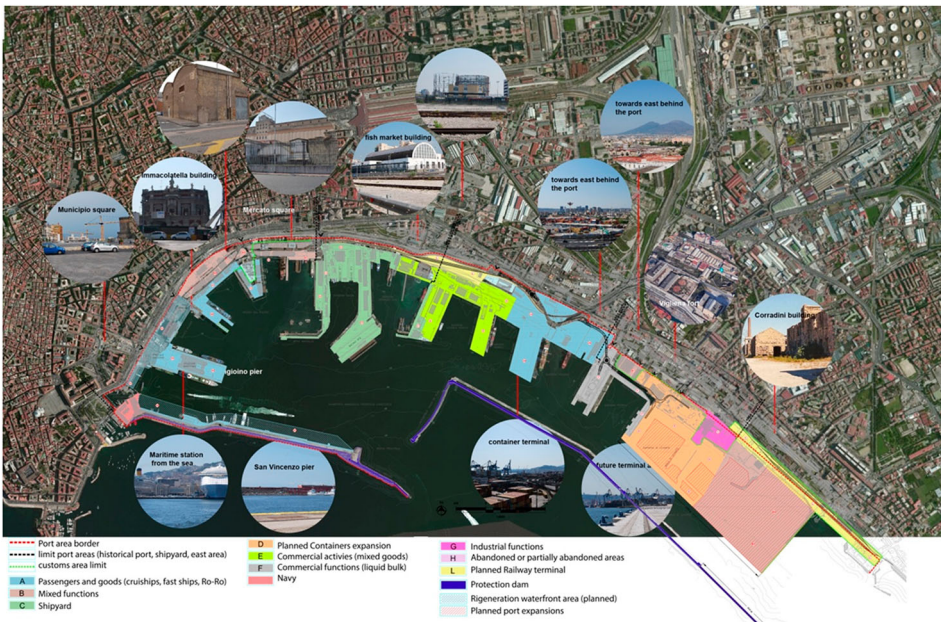 towards east behind
the port
fish market building
Immacolatella building
towards east behind
the port
Municipio square
Mercato square
Vigliena fort
Corradini building
gioino pier
Maritime station
from the sea
San Vincenzo pier
container terminal
future terminal
Port area border
limit port areas (historical port, shipyard, east area)
customs area limit
A Passengers and goods (cruiships, fast ships, Ro-Ro)
B Mixed functions
C Shipyard
D Planned Containers expansion
E Commercial activies (mixed goods)
F Commercial functions (liquid bulk)
Navy
G Industrial functions
H Abandoned or partially abandoned areas
L Planned Railway terminal
Protection dam
Rigeneration waterfront area (planned)
Planned port expansions